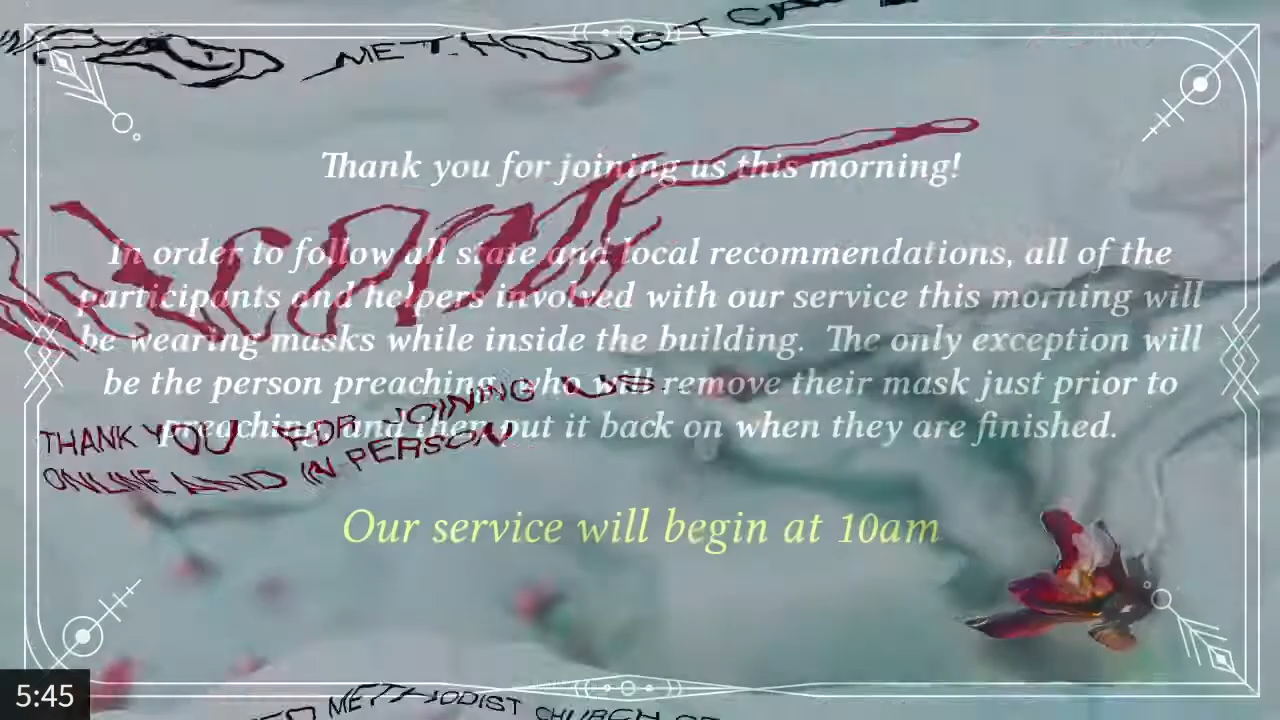 METHODIST
Thank you for joining us this morning!
In order to follow all state and local recommendations, all of the
participants and helpers involved with our service this morning will
be wearing masks while inside the building. The only exception will
be the person preaching, who will remove their mask just prior to
preaching and then put it back on when they are finished.
THANK YOU FOR JOINING US
ONLINE AND IN PERSON
Our service will begin at 10am
5:45
METHODIST CHURCH